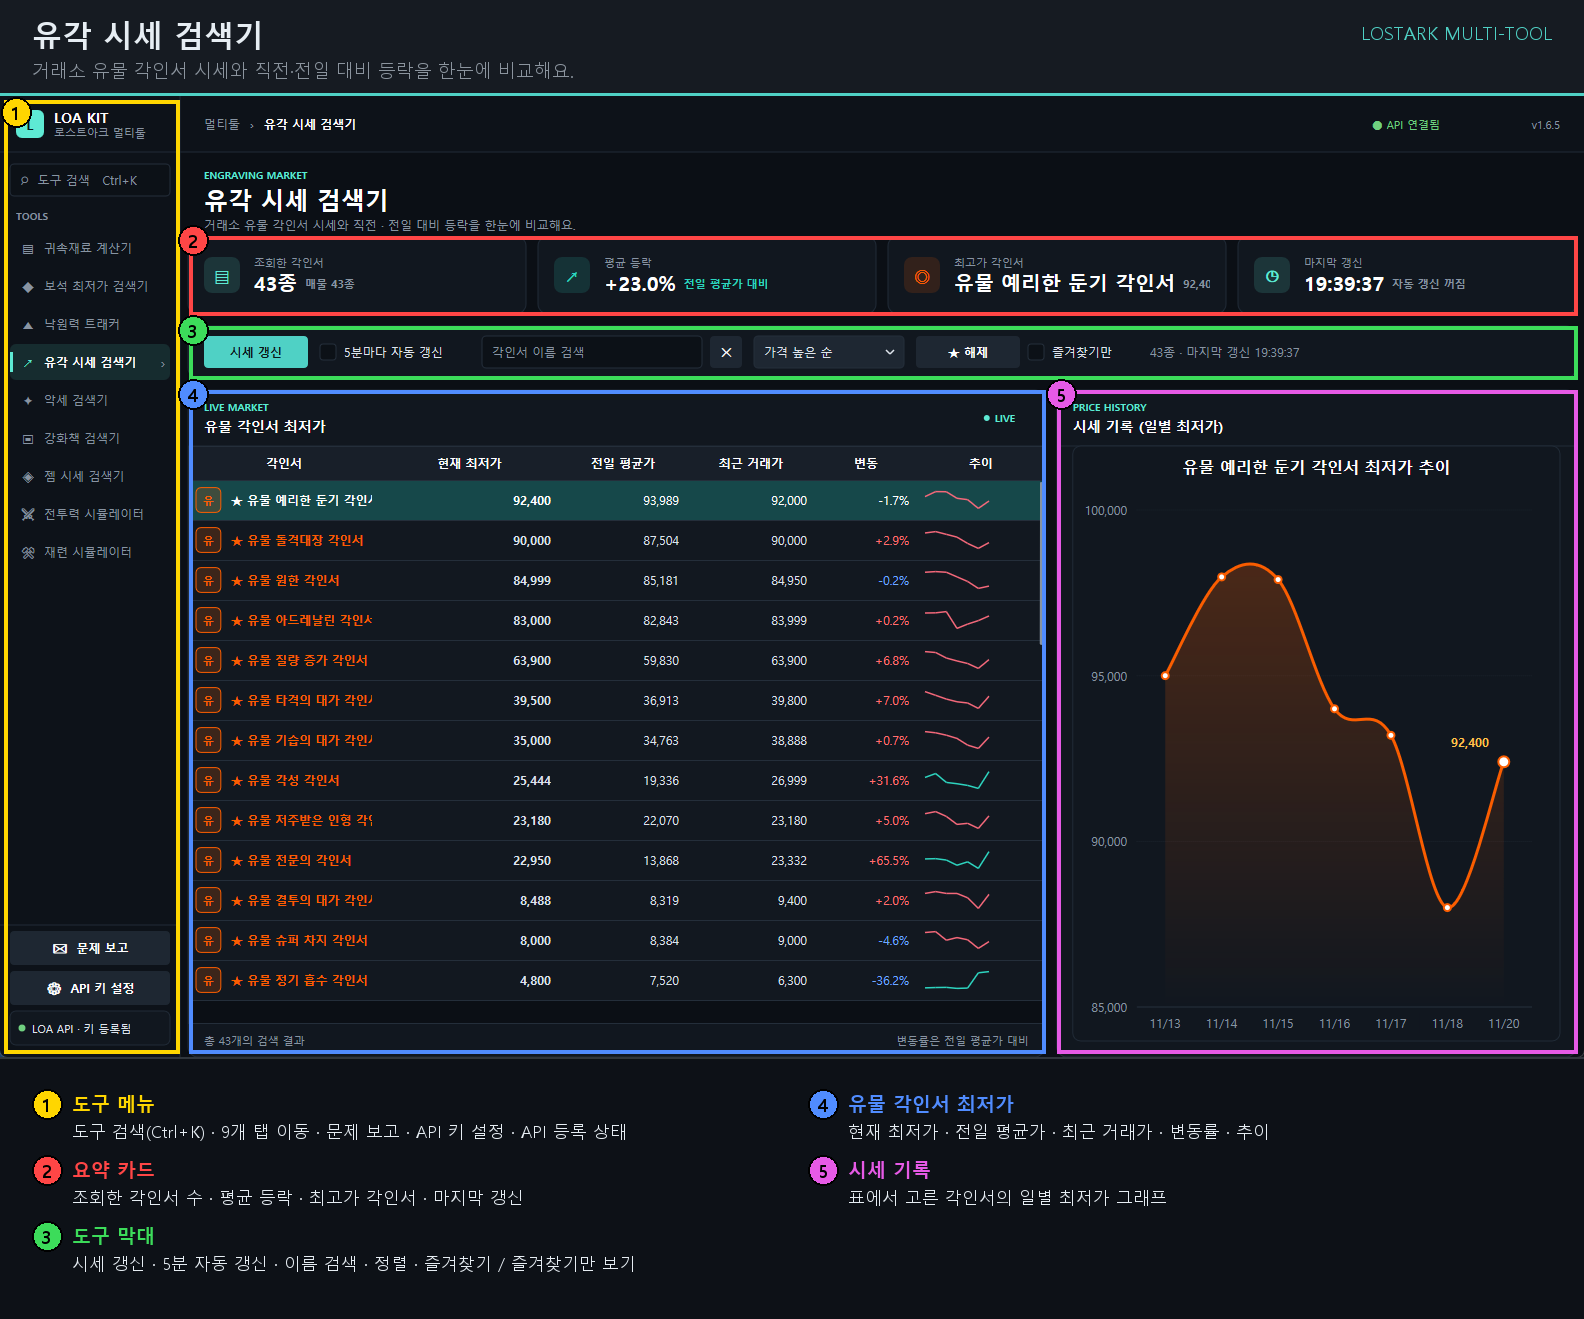 유각 시세 검색기
거래소 유물 각인서 시세와 직전·전일 대비 등락을 한눈에 비교해요.
LOSTARK MULTI-TOOL
1
LOA KIT
로스트아크 멀티툴
도구 검색 Ctrl+K
TOOLS
귀속재료 계산기
보석 최저가 검색기
낙원력 트래커
유각 시세 검색기 ›
악세 검색기
강화책 검색기
젬 시세 검색기
전투력 시뮬레이터
재련 시뮬레이터
문제 보고
API 키 설정
LOA API · 키 등록됨
멀티툴 › 유각 시세 검색기
API 연결됨
v1.6.5
ENGRAVING MARKET
유각 시세 검색기
거래소 유물 각인서 시세와 직전 · 전일 대비 등락을 한눈에 비교해요.
2
조회한 각인서
43종 매물 43종
평균 등락
+23.0% 전일 평균가 대비
최고가 각인서
유물 예리한 둔기 각인서 92,40
마지막 갱신
19:39:37 자동 갱신 꺼짐
3
시세 갱신 5분마다 자동 갱신 각인서 이름 검색 ✕ 가격 높은 순 ★ 해제 즐겨찾기만 43종 · 마지막 갱신 19:39:37
4
LIVE MARKET
유물 각인서 최저가
● LIVE
각인서 현재 최저가 전일 평균가 최근 거래가 변동 추이
유 ★ 유물 예리한 둔기 각인 92,400 93,989 92,000 -1.7%
유 ★ 유물 돌격대장 각인서 90,000 87,504 90,000 +2.9%
유 ★ 유물 원한 각인서 84,999 85,181 84,950 -0.2%
유 ★ 유물 아드레날린 각인서 83,000 82,843 83,999 +0.2%
유 ★ 유물 질량 증가 각인서 63,900 59,830 63,900 +6.8%
유 ★ 유물 타격의 대가 각인 39,500 36,913 39,800 +7.0%
유 ★ 유물 기습의 대가 각인 35,000 34,763 38,888 +0.7%
유 ★ 유물 각성 각인서 25,444 19,336 26,999 +31.6%
유 ★ 유물 저주받은 인형 각인 23,180 22,070 23,180 +5.0%
유 ★ 유물 전문의 각인서 22,950 13,868 23,332 +65.5%
유 ★ 유물 결투의 대가 각인 8,488 8,319 9,400 +2.0%
유 ★ 유물 슈퍼 차지 각인서 8,000 8,384 9,000 -4.6%
유 ★ 유물 정기 흡수 각인서 4,800 7,520 6,300 -36.2%
총 43개의 검색 결과
변동률은 전일 평균가 대비
5
PRICE HISTORY
시세 기록 (일별 최저가)
유물 예리한 둔기 각인서 최저가 추이
100,000
95,000
92,400
90,000
85,000
11/13 11/14 11/15 11/16 11/17 11/18 11/20
1 도구 메뉴
도구 검색(Ctrl+K) · 9개 탭 이동 · 문제 보고 · API 키 설정 · API 등록 상태
2 요약 카드
조회한 각인서 수 · 평균 등락 · 최고가 각인서 · 마지막 갱신
3 도구 막대
시세 갱신 · 5분 자동 갱신 · 이름 검색 · 정렬 · 즐겨찾기 / 즐겨찾기만 보기
4 유물 각인서 최저가
현재 최저가 · 전일 평균가 · 최근 거래가 · 변동률 · 추이
5 시세 기록
표에서 고른 각인서의 일별 최저가 그래프